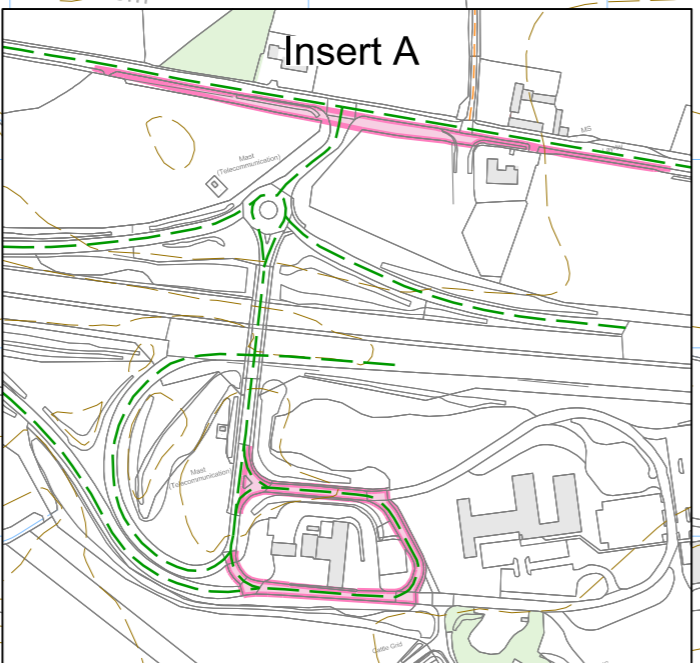 Insert A
MS
Mast
(Telecommunication)
Mast
(Telecommunication)
Cattle Grid